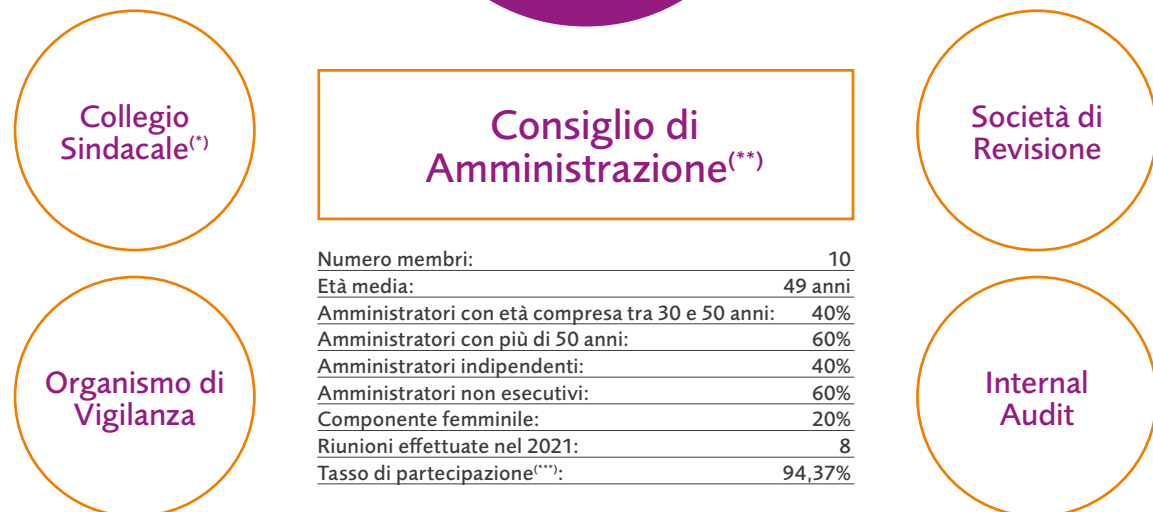 Collegio
Sindacale(*)
Consiglio di
Amministrazione(**)
Società di
Revisione
Numero membri: 10
Età media: 49 anni
Amministratori con età compresa tra 30 e 50 anni: 40%
Amministratori con più di 50 anni: 60%
Amministratori indipendenti: 40%
Amministratori non esecutivi: 60%
Componente femminile: 20%
Riunioni effettuate nel 2021: 8
Tasso di partecipazione(***): 94,37%
Organismo di
Vigilanza
Internal
Audit